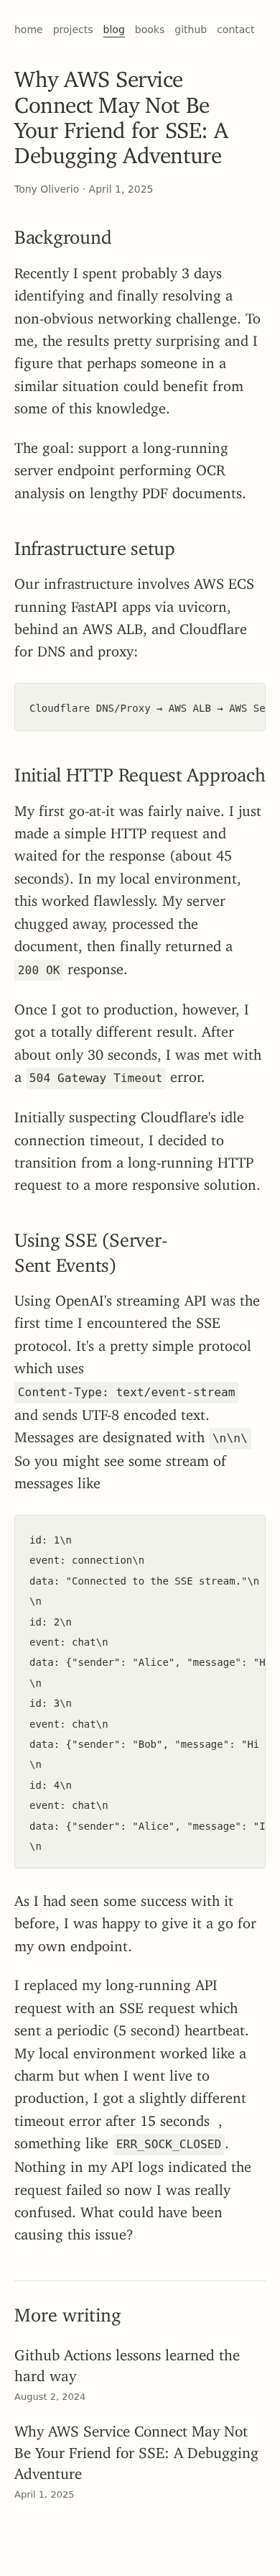 home projects blog books github contact
Why AWS Service
Connect May Not Be
Your Friend for SSE: A
Debugging Adventure
Tony Oliverio · April 1, 2025
Background
Recently I spent probably 3 days
identifying and finally resolving a
non-obvious networking challenge. To
me, the results pretty surprising and I
figure that perhaps someone in a
similar situation could benefit from
some of this knowledge.
The goal: support a long-running
server endpoint performing OCR
analysis on lengthy PDF documents.
Infrastructure setup
Our infrastructure involves AWS ECS
running FastAPI apps via uvicorn,
behind an AWS ALB, and Cloudflare
for DNS and proxy:
Cloudflare DNS/Proxy → AWS ALB → AWS Se
Initial HTTP Request Approach
My first go-at-it was fairly naive. I just
made a simple HTTP request and
waited for the response (about 45
seconds). In my local environment,
this worked flawlessly. My server
chugged away, processed the
document, then finally returned a
200 OK response.
Once I got to production, however, I
got a totally different result. After
about only 30 seconds, I was met with
a 504 Gateway Timeout error.
Initially suspecting Cloudflare's idle
connection timeout, I decided to
transition from a long-running HTTP
request to a more responsive solution.
Using SSE (Server-
Sent Events)
Using OpenAI's streaming API was the
first time I encountered the SSE
protocol. It's a pretty simple protocol
which uses
Content-Type: text/event-stream
and sends UTF-8 encoded text.
Messages are designated with \n\n\
So you might see some stream of
messages like
id: 1\n
event: connection\n
data: "Connected to the SSE stream."\n
\n
id: 2\n
event: chat\n
data: {"sender": "Alice", "message": "H
\n
id: 3\n
event: chat\n
data: {"sender": "Bob", "message": "Hi
\n
id: 4\n
event: chat\n
data: {"sender": "Alice", "message": "I
\n
As I had seen some success with it
before, I was happy to give it a go for
my own endpoint.
I replaced my long-running API
request with an SSE request which
sent a periodic (5 second) heartbeat.
My local environment worked like a
charm but when I went live to
production, I got a slightly different
timeout error after 15 seconds ,
something like ERR_SOCK_CLOSED.
Nothing in my API logs indicated the
request failed so now I was really
confused. What could have been
causing this issue?
More writing
Github Actions lessons learned the
hard way
August 2, 2024
Why AWS Service Connect May Not
Be Your Friend for SSE: A Debugging
Adventure
April 1, 2025